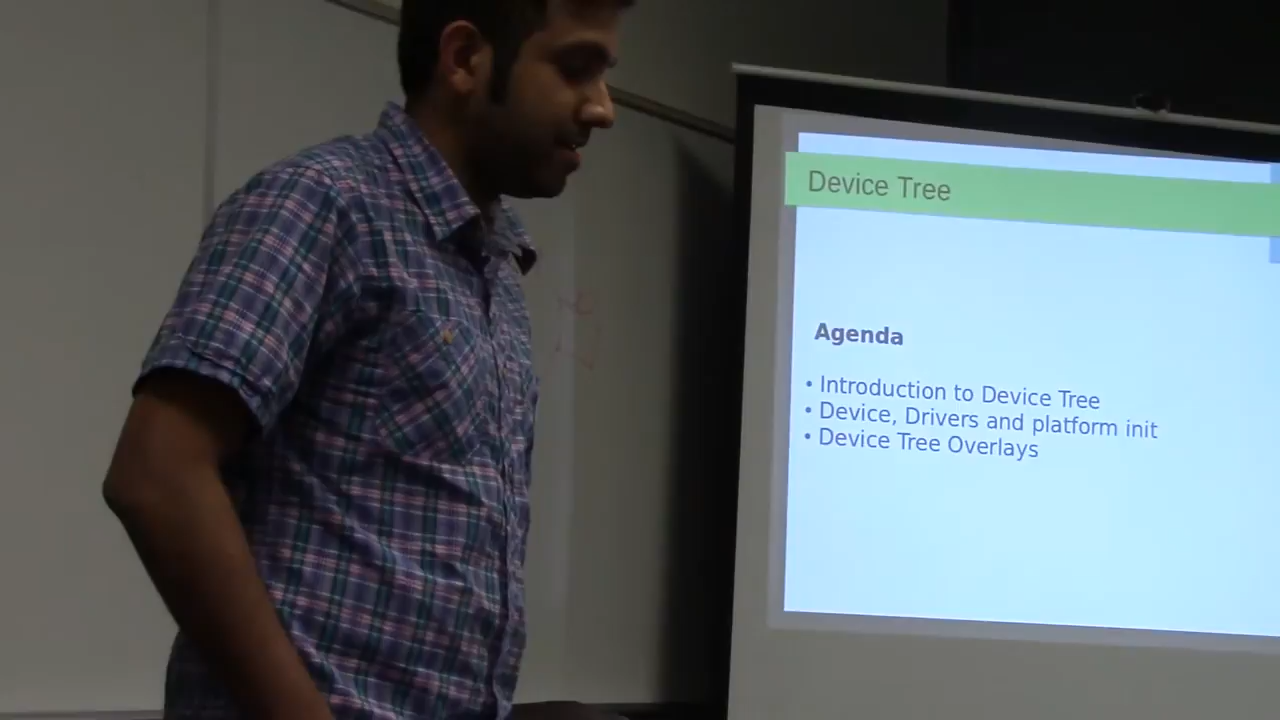 Device Tree
Agenda
• Introduction to Device Tree
• Device, Drivers and platform init
• Device Tree Overlays